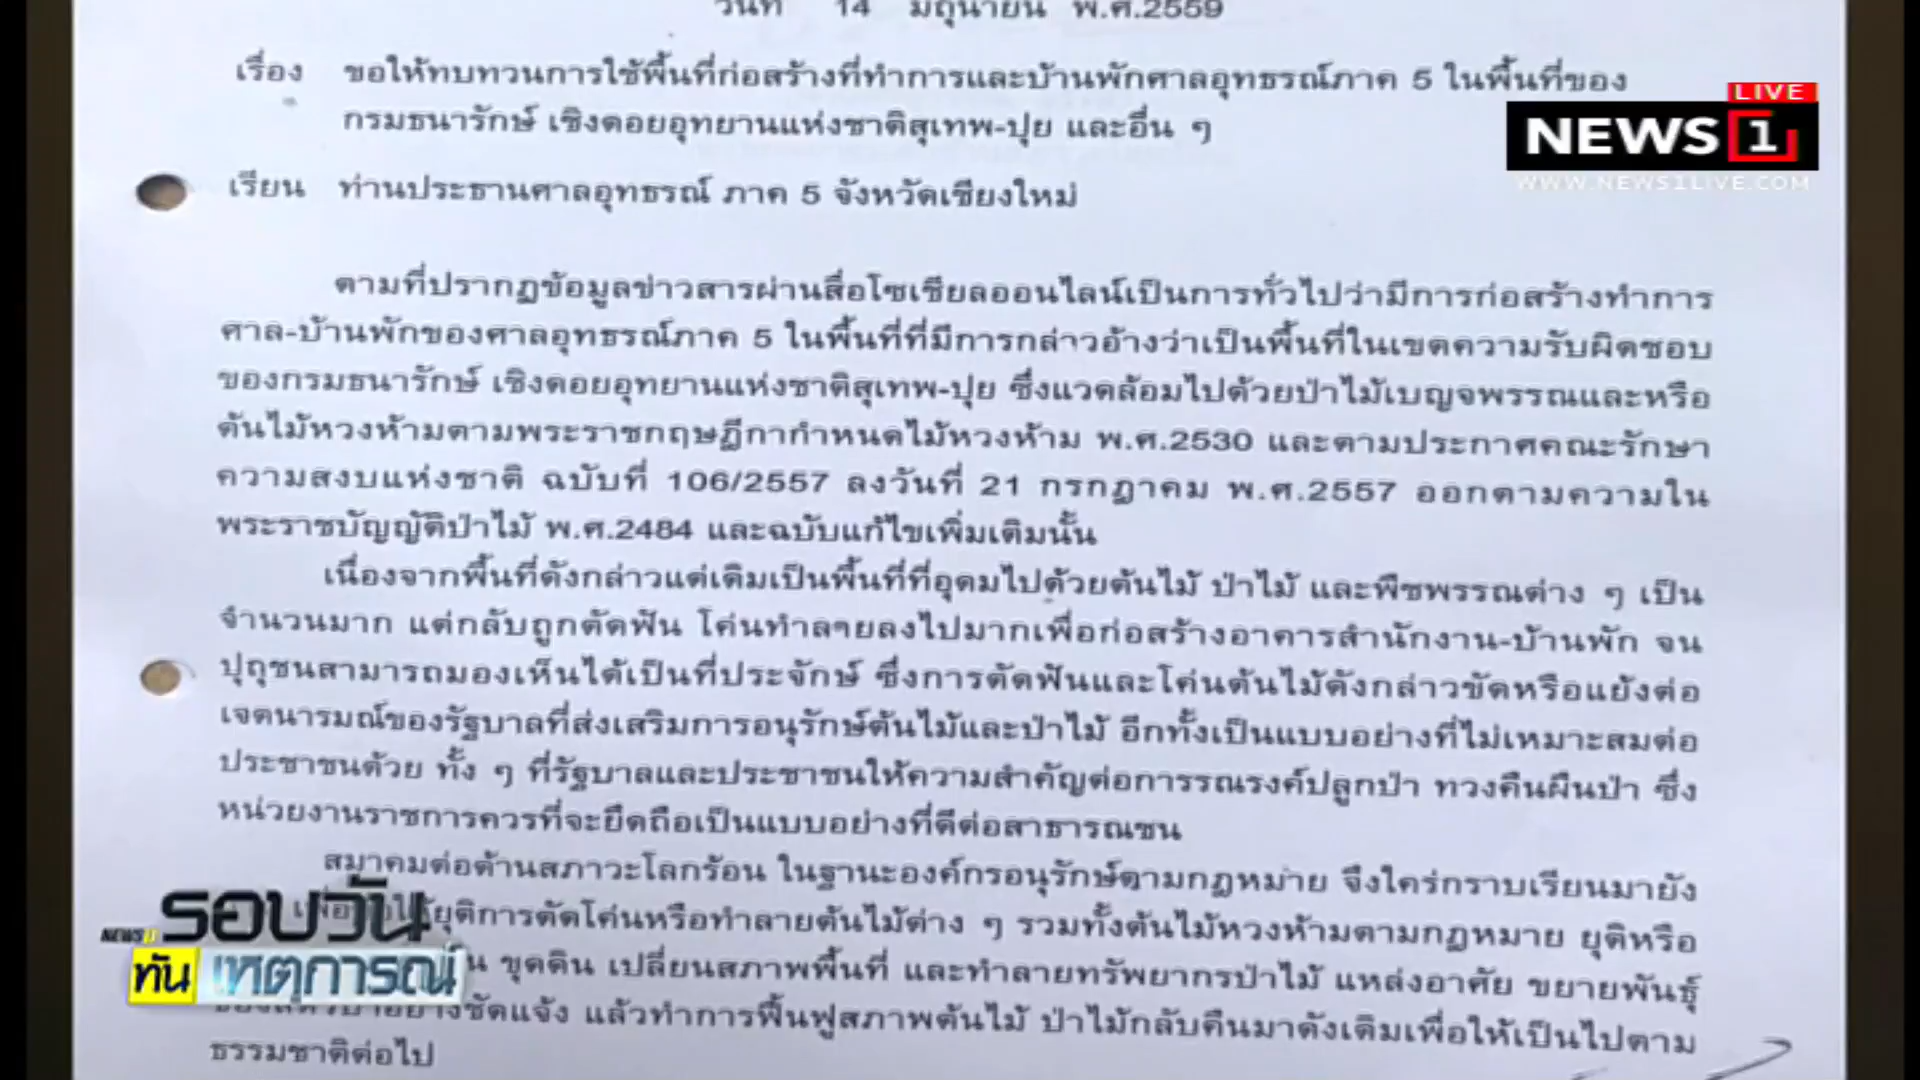 วันที่ 14 มิถุนายน พ.ศ.2559
เรื่อง ขอให้ทบทวนการใช้พื้นที่ก่อสร้างที่ทำการและบ้านพักศาลอุทธรณ์ภาค 5 ในพื้นที่ของ
กรมธนารักษ์ เชิงดอยอุทยานแห่งชาติสุเทพ-ปุย และอื่น ๆ
LIVE
NEWS 1
WWW.NEWS1LIVE.COM
เรียน ท่านประธานศาลอุทธรณ์ ภาค 5 จังหวัดเชียงใหม่
ตามที่ปรากฏข้อมูลข่าวสารผ่านสื่อโซเชียลออนไลน์เป็นการทั่วไปว่ามีการก่อสร้างทำการ
ศาล-บ้านพักของศาลอุทธรณ์ภาค 5 ในพื้นที่ที่มีการกล่าวอ้างว่าเป็นพื้นที่ในเขตความรับผิดชอบ
ของกรมธนารักษ์ เชิงดอยอุทยานแห่งชาติสุเทพ-ปุย ซึ่งแวดล้อมไปด้วยป่าไม้เบญจพรรณและหรือ
ต้นไม้หวงห้ามตามพระราชกฤษฎีกากำหนดไม้หวงห้าม พ.ศ.2530 และตามประกาศคณะรักษา
ความสงบแห่งชาติ ฉบับที่ 106/2557 ลงวันที่ 21 กรกฎาคม พ.ศ.2557 ออกตามความใน
พระราชบัญญัติป่าไม้ พ.ศ.2484 และฉบับแก้ไขเพิ่มเติมนั้น
เนื่องจากพื้นที่ดังกล่าวแต่เดิมเป็นพื้นที่ที่อุดมไปด้วยต้นไม้ ป่าไม้ และพืชพรรณต่าง ๆ เป็น
จำนวนมาก แต่กลับถูกตัดฟัน โค่นทำลายลงไปมากเพื่อก่อสร้างอาคารสำนักงาน-บ้านพัก จน
ปุถุชนสามารถมองเห็นได้เป็นที่ประจักษ์ ซึ่งการตัดฟันและโค่นต้นไม้ดังกล่าวขัดหรือแย้งต่อ
เจตนารมณ์ของรัฐบาลที่ส่งเสริมการอนุรักษ์ต้นไม้และป่าไม้ อีกทั้งเป็นแบบอย่างที่ไม่เหมาะสมต่อ
ประชาชนด้วย ทั้ง ๆ ที่รัฐบาลและประชาชนให้ความสำคัญต่อการรณรงค์ปลูกป่า ทวงคืนผืนป่า ซึ่ง
หน่วยงานราชการควรที่จะยึดถือเป็นแบบอย่างที่ดีต่อสาธารณชน
สมาคมต่อต้านสภาวะโลกร้อน ในฐานะองค์กรอนุรักษ์ตามกฎหมาย จึงใคร่กราบเรียนมายัง
ยุติการตัดโค่นหรือทำลายต้นไม้ต่าง ๆ รวมทั้งต้นไม้หวงห้ามตามกฎหมาย ยุติหรือ
ขุดดิน เปลี่ยนสภาพพื้นที่ และทำลายทรัพยากรป่าไม้ แหล่งอาศัย ขยายพันธุ์
อย่างชัดแจ้ง แล้วทำการฟื้นฟูสภาพต้นไม้ ป่าไม้กลับคืนมาดังเดิมเพื่อให้เป็นไปตาม
ธรรมชาติต่อไป
NEWS1 รอบวัน
ทันเหตุการณ์